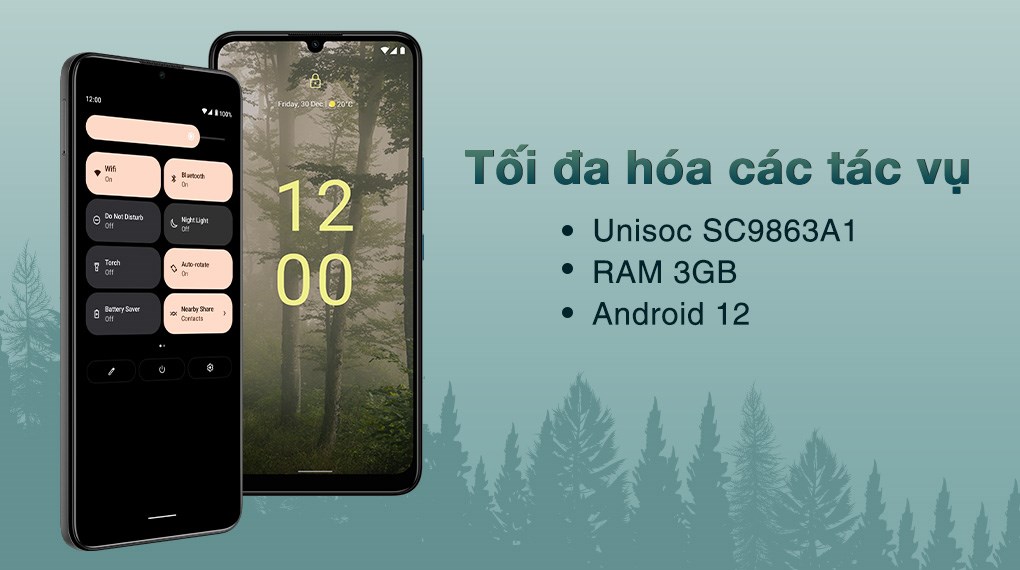 12:00
100%
Wifi
On
Bluetooth
On
Do Not Disturb
Off
Night Light
Off
Torch
Off
Auto-rotate
On
Battery Saver
Off
Nearby Share
Contacts
Friday, 30 Dec | 20°C
12
00
Tối đa hóa các tác vụ
• Unisoc SC9863A1
• RAM 3GB
• Android 12